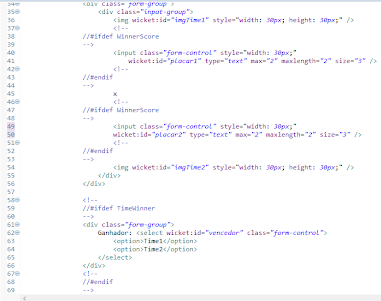 34 <div class="form-group">
35 <div class="input-group">
36 <img wicket:id="imgTime1" style="width: 30px; height: 30px;" />
37 <!--
38 //#ifdef WinnerScore
39 -->
40 <input class="form-control" style="width: 30px;"
41 wicket:id="placar1" type="text" max="2" maxlength="2" size="3" />
42 <!--
43 //#endif
44 -->
45 x
46 <!--
47 //#ifdef WinnerScore
48 -->
49 <input class="form-control" style="width: 30px;"
50 wicket:id="placar2" type="text" max="2" maxlength="2" size="3" />
51 <!--
52 //#endif
53 -->
54 <img wicket:id="imgTime2" style="width: 30px; height: 30px;" />
55 </div>
56 </div>
57
58 <!--
59 //#ifdef TimeWinner
60 -->
61 <div class="form-group">
62 Ganhador: <select wicket:id="vencedor" class="form-control">
63 <option>Time1</option>
64 <option>Time2</option>
65 </select>
66 </div>
67 <!--
68 //#endif
69 -->